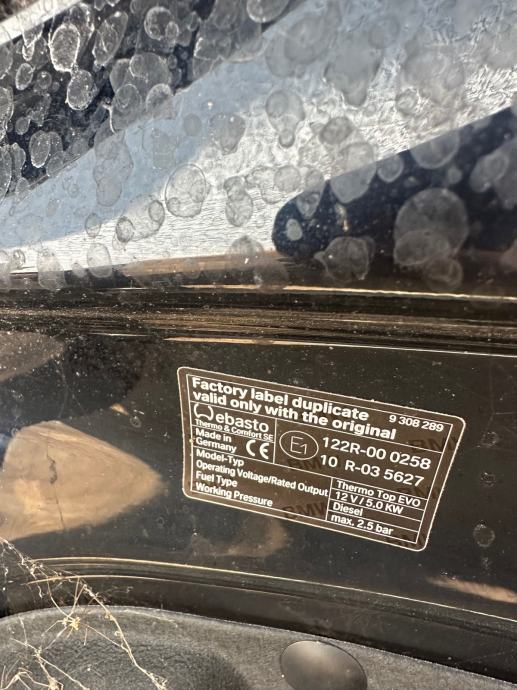 Factory label duplicate
valid only with the original
9 308 289
Webasto
Thermo & Comfort SE
Made in
Germany
CE
E1
122R-00 0258
10 R-03 5627
Model-Typ Thermo Top EVO
Operating Voltage/Rated Output 12 V / 5.0 KW
Fuel Type Diesel
Working Pressure max. 2.5 bar